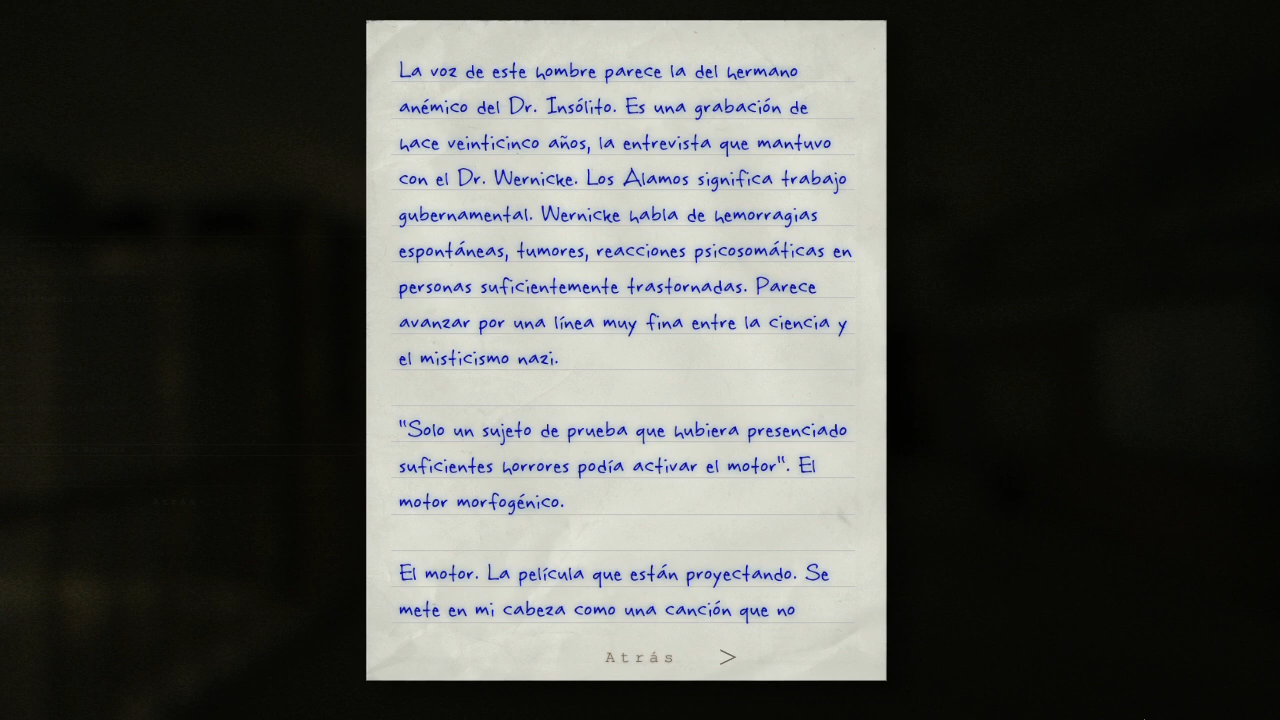 La voz de este hombre parece la del hermano
anémico del Dr. Insólito. Es una grabación de
hace veinticinco años, la entrevista que mantuvo
con el Dr. Wernicke. Los Alamos significa trabajo
gubernamental. Wernicke habla de hemorragias
espontáneas, tumores, reacciones psicosomáticas en
personas suficientemente trastornadas. Parece
avanzar por una línea muy fina entre la ciencia y
el misticismo nazi.
"Solo un sujeto de prueba que hubiera presenciado
suficientes horrores podía activar el motor". El
motor morfogénico.
El motor. La película que están proyectando. Se
mete en mi cabeza como una canción que no
Atrás >